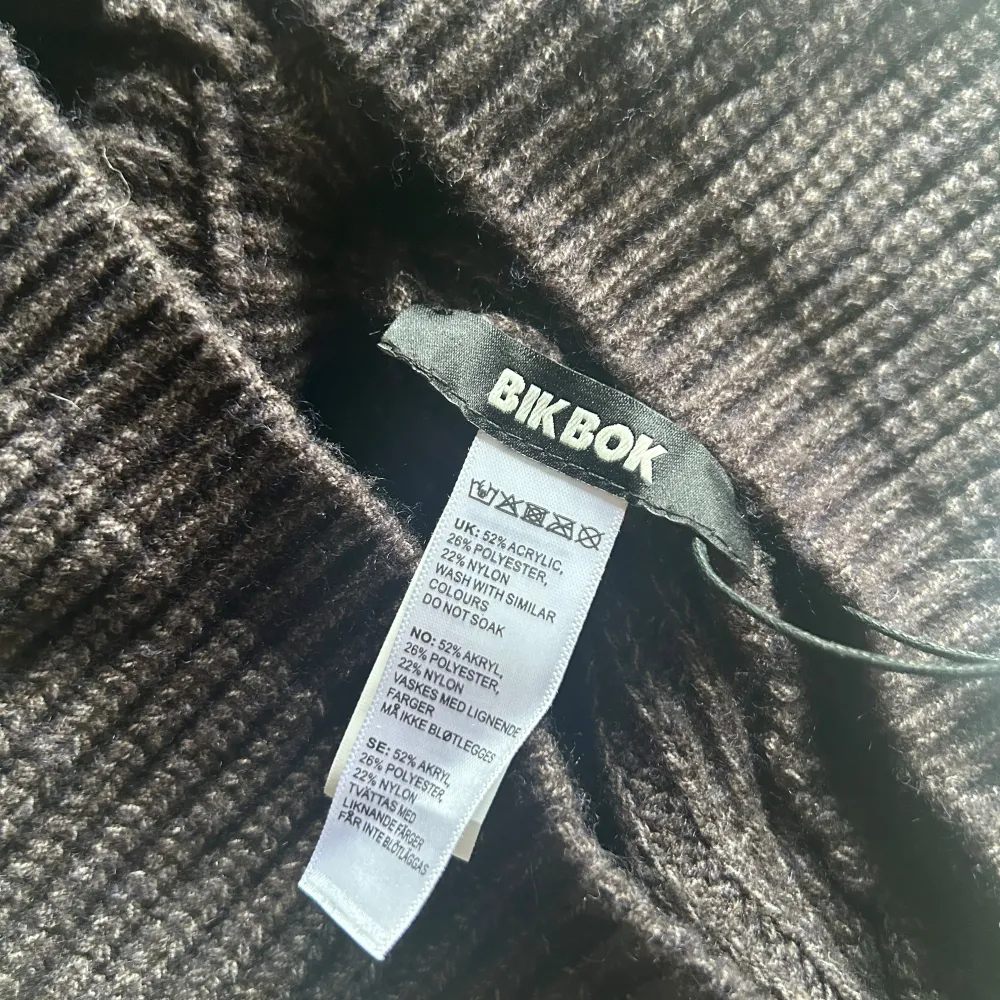 BIKBOK
UK: 52% ACRYLIC,
26% POLYESTER,
22% NYLON
WASH WITH SIMILAR
COLOURS
DO NOT SOAK
NO: 52% AKRYL,
26% POLYESTER,
22% NYLON
VASKES MED LIGNENDE
FARGER
MÅ IKKE BLØTLEGGES
SE: 52% AKRYL,
26% POLYESTER,
22% NYLON
TVÄTTAS MED
LIKNANDE FÄRGER
FÅR INTE BLÖTLÄGGAS